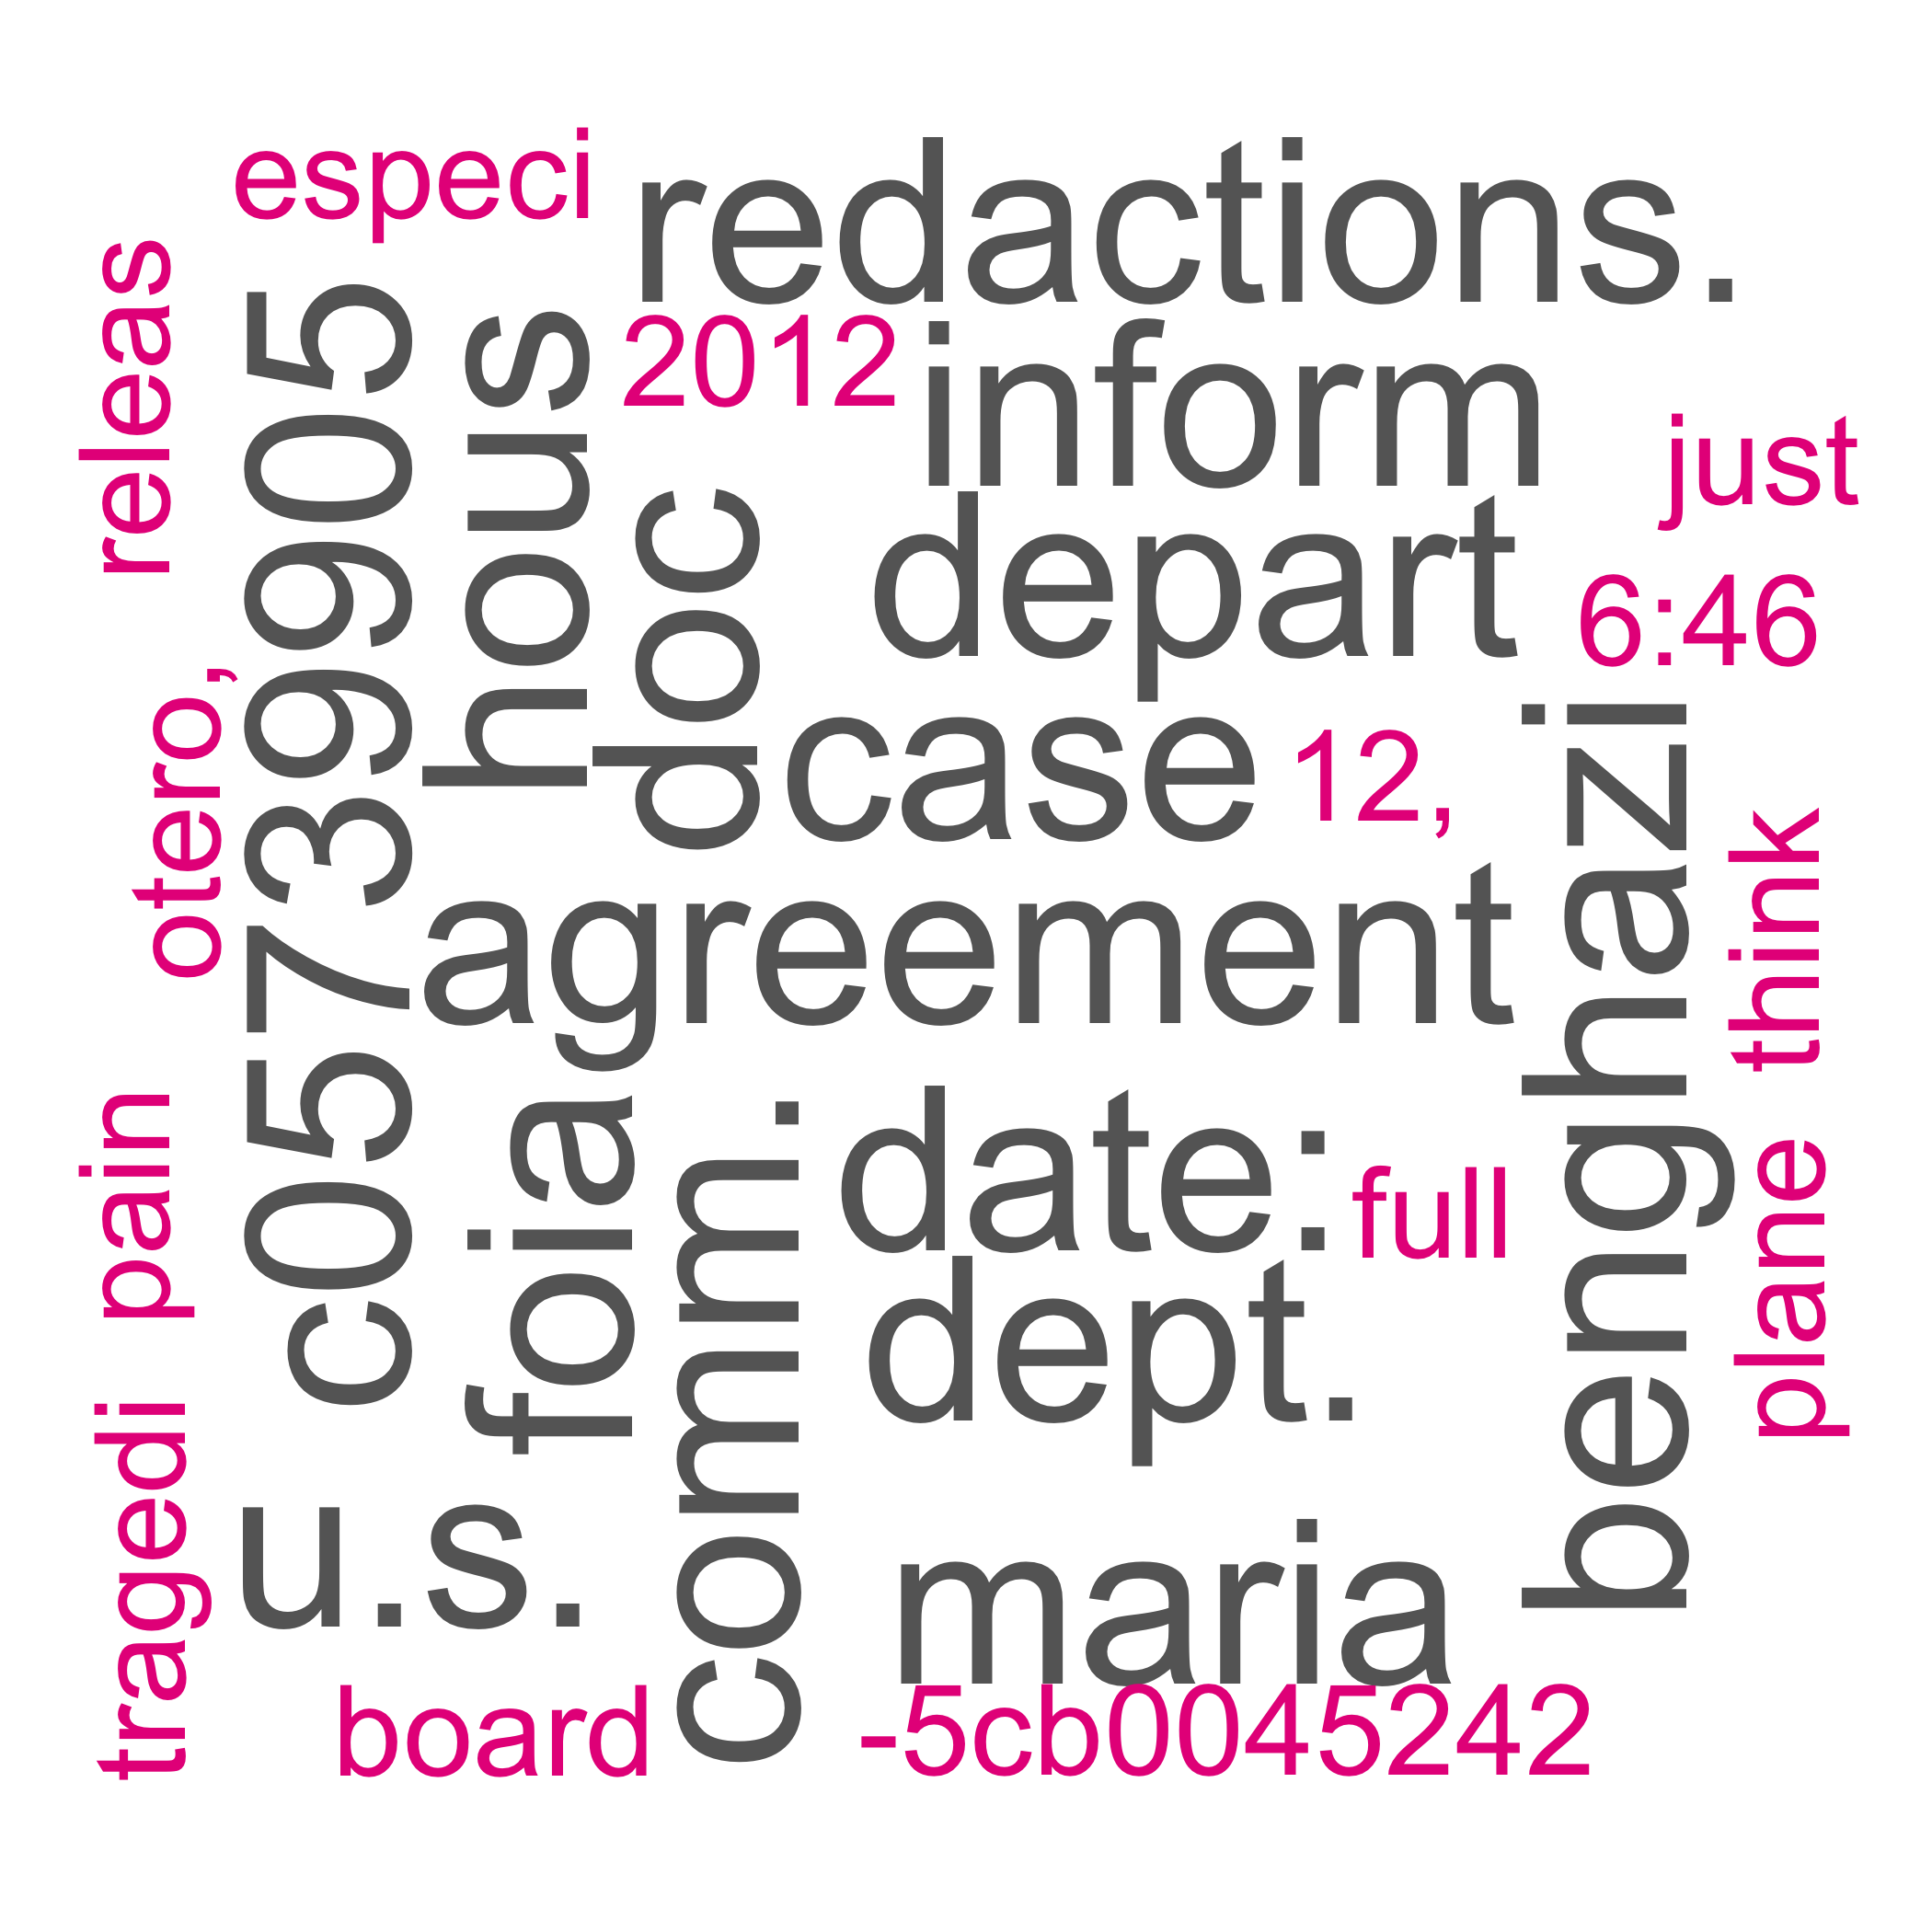 especi
redactions.
releas
c05739905
hous
2012
inform
just
doc
depart
6:46
otero,
case
12,
benghazi
think
agreement
pain
foia
comm.
date:
full
plane
dept.
tragedi
u.s.
maria
board
-5cb0045242